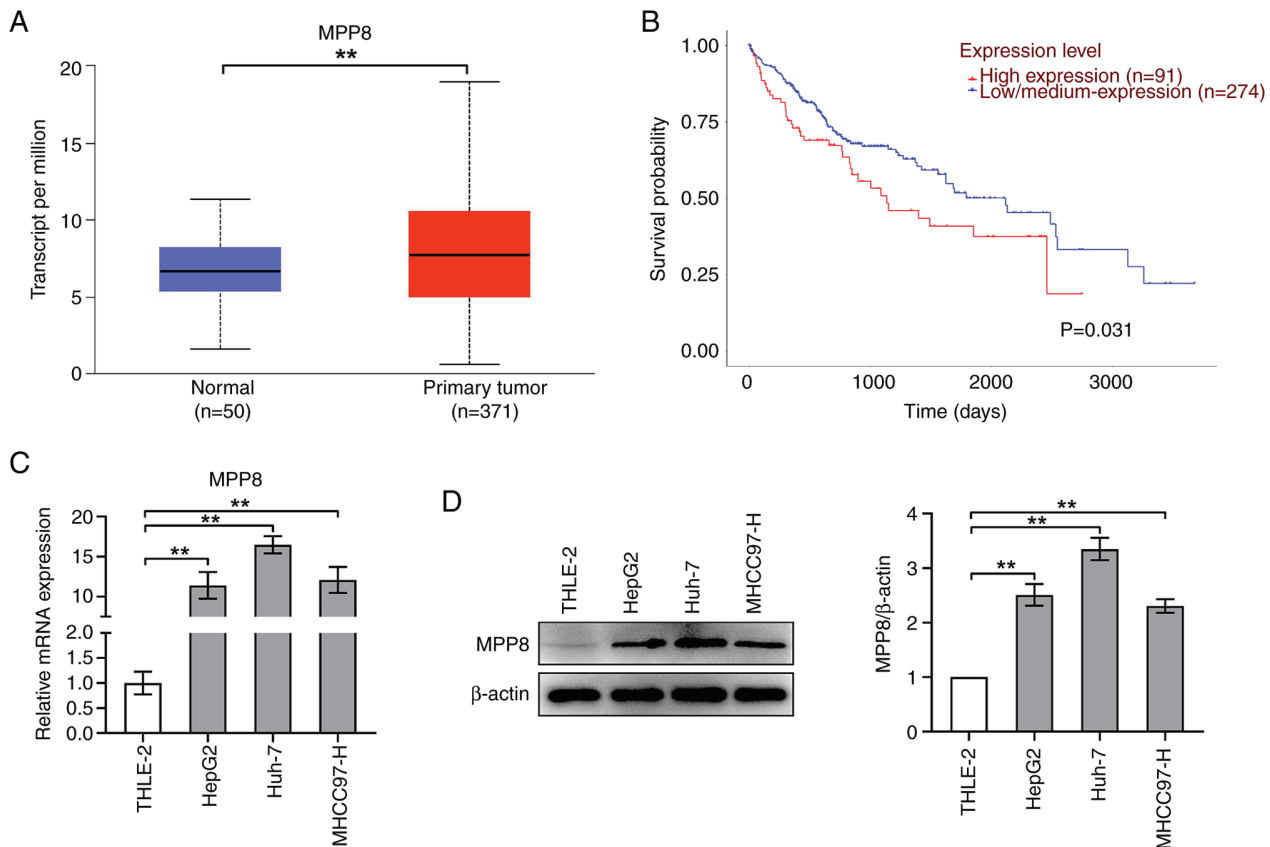 A
MPP8
**
Transcript per million
20
15
10
5
0
Normal
(n=50)
Primary tumor
(n=371)
B
Survival probability
1.00
0.75
0.50
0.25
0.00
Expression level
High expression (n=91)
Low/medium-expression (n=274)
P=0.031
0
1000
2000
3000
Time (days)
C
MPP8
**
**
**
Relative mRNA expression
20
15
10
2.0
1.5
1.0
0.5
0.0
THLE-2
HepG2
Huh-7
MHCC97-H
D
THLE-2
HepG2
Huh-7
MHCC97-H
MPP8
β-actin
**
**
**
MPP8/β-actin
4
3
2
1
0
THLE-2
HepG2
Huh-7
MHCC97-H